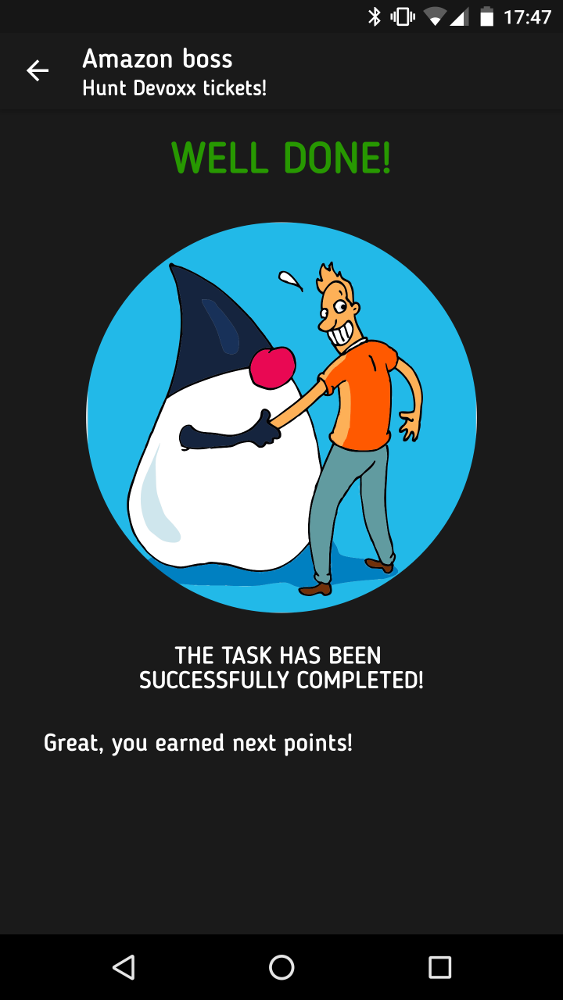 17:47
Amazon boss
Hunt Devoxx tickets!
WELL DONE!
THE TASK HAS BEEN
SUCCESSFULLY COMPLETED!
Great, you earned next points!